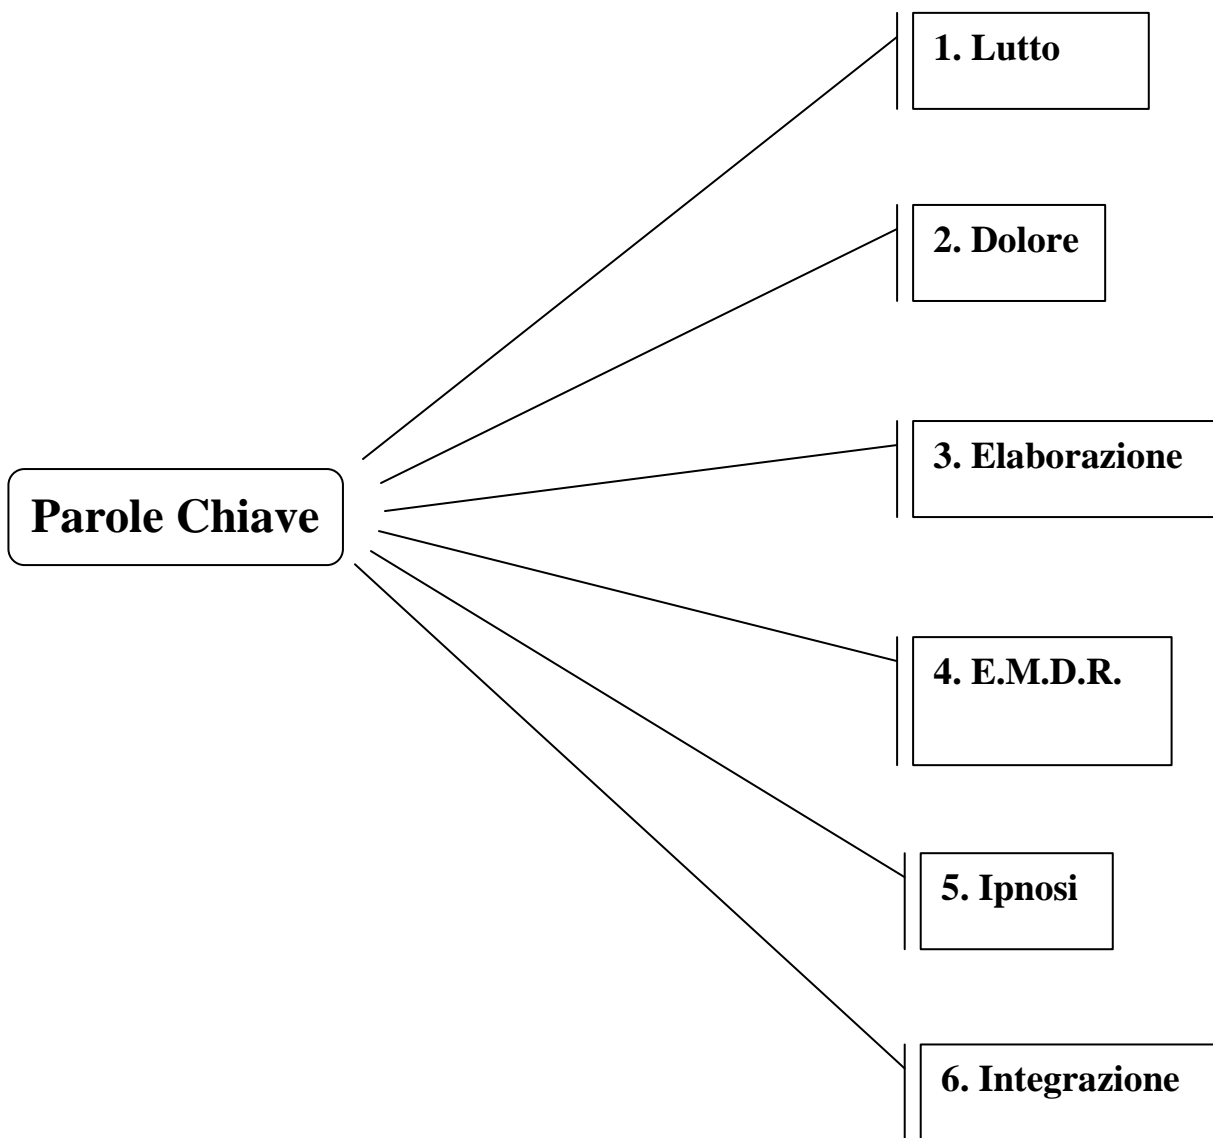 1. Lutto
2. Dolore
3. Elaborazione
Parole Chiave
4. E.M.D.R.
5. Ipnosi
6. Integrazione